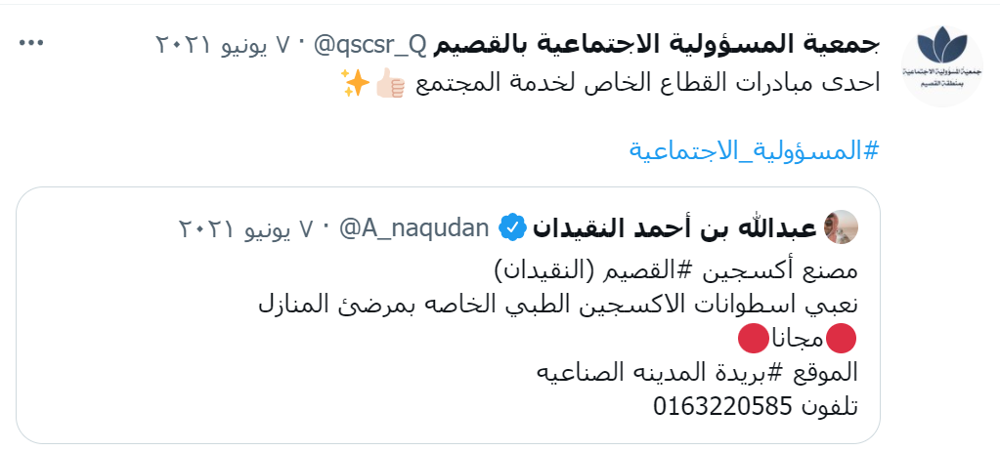 جمعية المسؤولية الاجتماعية بالقصيم @qscsr_Q · ٧ يونيو ٢٠٢١
احدى مبادرات القطاع الخاص لخدمة المجتمع 👍🏻✨
#المسؤولية_الاجتماعية
جمعية المسؤولية الاجتماعية
بمنطقة القصيم
عبدالله بن أحمد النقيدان @A_naqudan · ٧ يونيو ٢٠٢١
مصنع أكسجين #القصيم (النقيدان)
نعبي اسطوانات الاكسجين الطبي الخاصه بمرضئ المنازل
🔴مجانا🔴
الموقع #بريدة المدينه الصناعيه
تلفون 0163220585